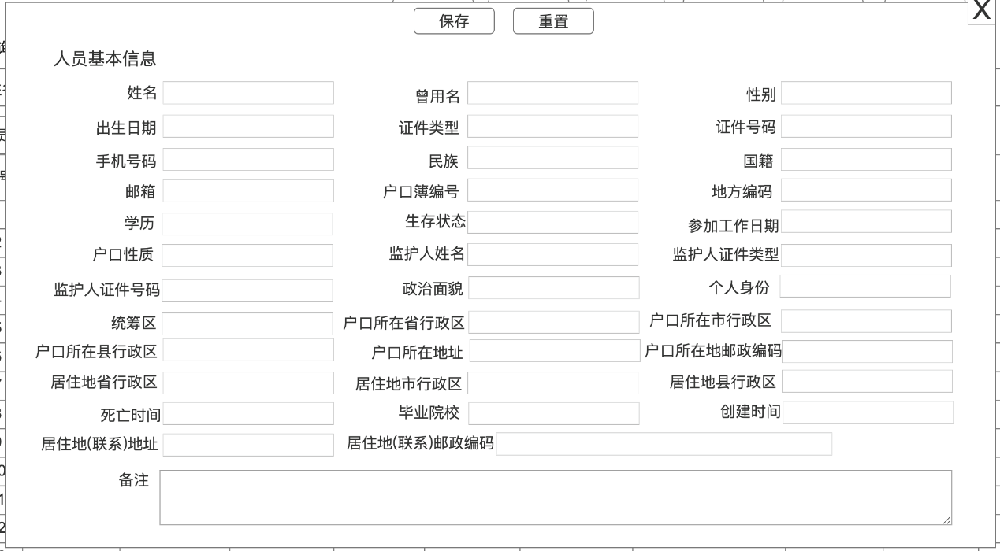 保存 重置 X
人员基本信息
姓名 曾用名 性别
出生日期 证件类型 证件号码
手机号码 民族 国籍
邮箱 户口簿编号 地方编码
学历 生存状态 参加工作日期
户口性质 监护人姓名 监护人证件类型
监护人证件号码 政治面貌 个人身份
统筹区 户口所在省行政区 户口所在市行政区
户口所在县行政区 户口所在地址 户口所在地邮政编码
居住地省行政区 居住地市行政区 居住地县行政区
死亡时间 毕业院校 创建时间
居住地(联系)地址 居住地(联系)邮政编码
备注